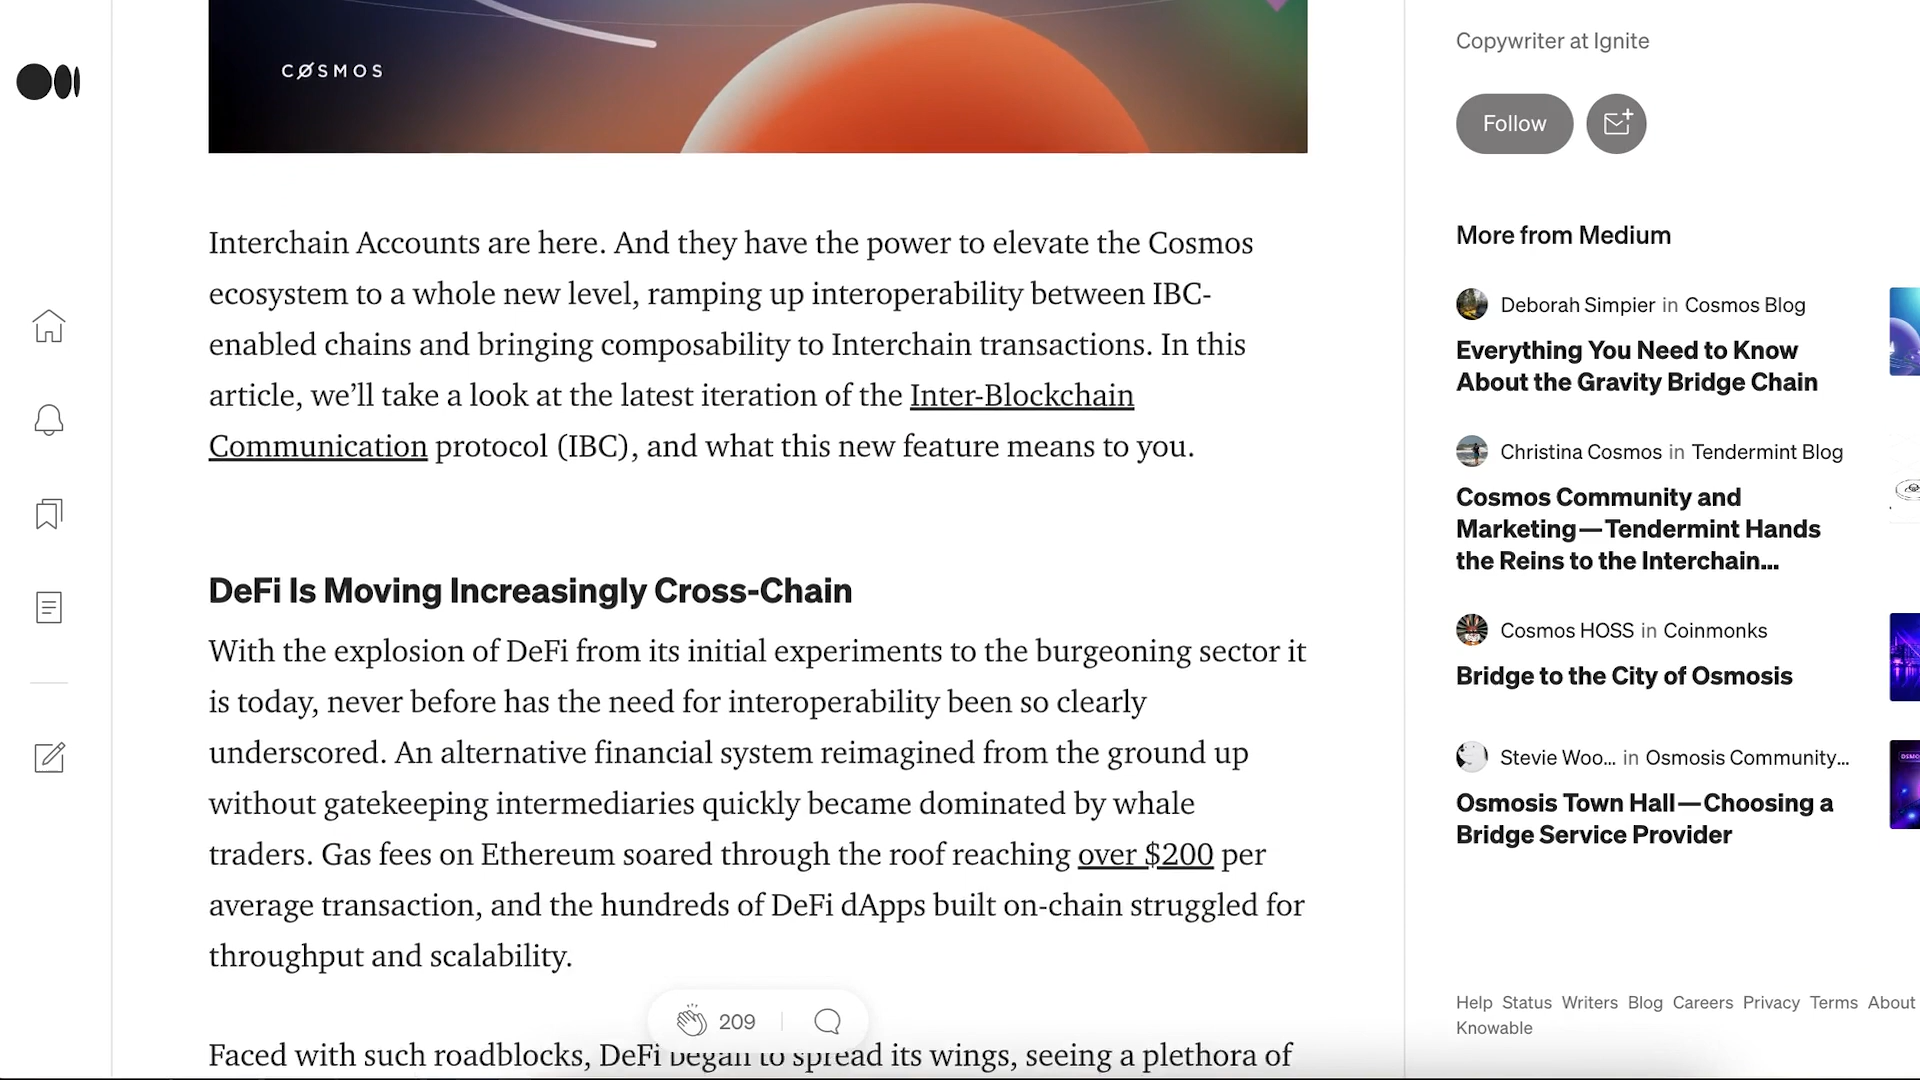 CØSMOS
Interchain Accounts are here. And they have the power to elevate the Cosmos
ecosystem to a whole new level, ramping up interoperability between IBC-
enabled chains and bringing composability to Interchain transactions. In this
article, we’ll take a look at the latest iteration of the Inter-Blockchain
Communication protocol (IBC), and what this new feature means to you.
DeFi Is Moving Increasingly Cross-Chain
With the explosion of DeFi from its initial experiments to the burgeoning sector it
is today, never before has the need for interoperability been so clearly
underscored. An alternative financial system reimagined from the ground up
without gatekeeping intermediaries quickly became dominated by whale
traders. Gas fees on Ethereum soared through the roof reaching over $200 per
average transaction, and the hundreds of DeFi dApps built on-chain struggled for
throughput and scalability.
209
Faced with such roadblocks, DeFi began to spread its wings, seeing a plethora of
Copywriter at Ignite
Follow
More from Medium
Deborah Simpier in Cosmos Blog
Everything You Need to Know
About the Gravity Bridge Chain
Christina Cosmos in Tendermint Blog
Cosmos Community and
Marketing — Tendermint Hands
the Reins to the Interchain...
Cosmos HOSS in Coinmonks
Bridge to the City of Osmosis
Stevie Woo... in Osmosis Community...
Osmosis Town Hall — Choosing a
Bridge Service Provider
Help Status Writers Blog Careers Privacy Terms About
Knowable